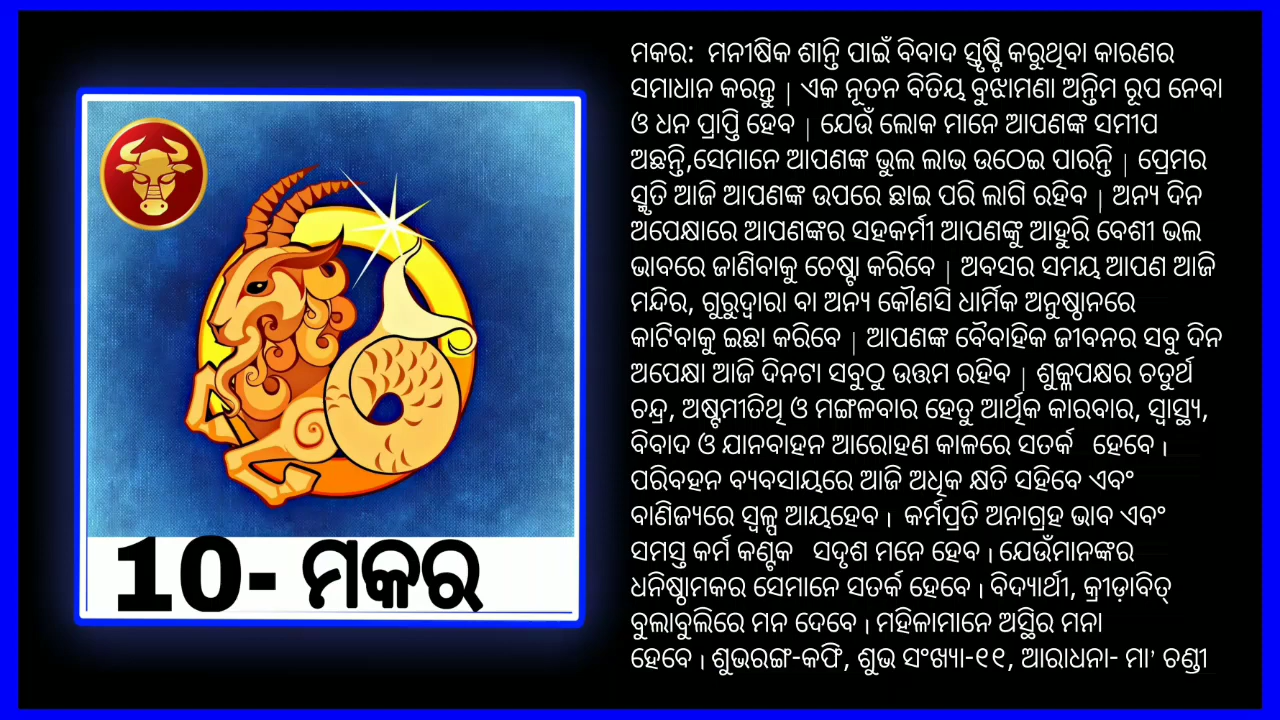 10- ମକର
ମକର: ମନୀଷିକ ଶାନ୍ତି ପାଇଁ ବିବାଦ ସୃଷ୍ଟି କରୁଥିବା କାରଣର
ସମାଧାନ କରନ୍ତୁ | ଏକ ନୂତନ ବିତିୟ ବୁଝାମଣା ଅନ୍ତିମ ରୂପ ନେବା
ଓ ଧନ ପ୍ରାପ୍ତି ହେବ | ଯେଉଁ ଲୋକ ମାନେ ଆପଣଙ୍କ ସମୀପ
ଅଛନ୍ତି,ସେମାନେ ଆପଣଙ୍କ ଭୁଲ ଲାଭ ଉଠେଇ ପାରନ୍ତି | ପ୍ରେମର
ସ୍ମୃତି ଆଜି ଆପଣଙ୍କ ଉପରେ ଛାଇ ପରି ଲାଗି ରହିବ | ଅନ୍ୟ ଦିନ
ଅପେକ୍ଷାରେ ଆପଣଙ୍କର ସହକର୍ମୀ ଆପଣଙ୍କୁ ଆହୁରି ବେଶୀ ଭଲ
ଭାବରେ ଜାଣିବାକୁ ଚେଷ୍ଟା କରିବେ | ଅବସର ସମୟ ଆପଣ ଆଜି
ମନ୍ଦିର, ଗୁରୁଦ୍ୱାରା ବା ଅନ୍ୟ କୌଣସି ଧାର୍ମିକ ଅନୁଷ୍ଠାନରେ
କାଟିବାକୁ ଇଛା କରିବେ | ଆପଣଙ୍କ ବୈବାହିକ ଜୀବନର ସବୁ ଦିନ
ଅପେକ୍ଷା ଆଜି ଦିନଟା ସବୁଠୁ ଉତ୍ତମ ରହିବ | ଶୁକ୍ଳପକ୍ଷର ଚତୁର୍ଥ
ଚନ୍ଦ୍ର, ଅଷ୍ଟମୀତିଥି ଓ ମଙ୍ଗଳବାର ହେତୁ ଆର୍ଥିକ କାରବାର, ସ୍ୱାସ୍ଥ୍ୟ,
ବିବାଦ ଓ ଯାନବାହନ ଆରୋହଣ କାଳରେ ସତର୍କ ହେବେ।
ପରିବହନ ବ୍ୟବସାୟରେ ଆଜି ଅଧିକ କ୍ଷତି ସହିବେ ଏବଂ
ବାଣିଜ୍ୟରେ ସ୍ୱଳ୍ପ ଆୟହେବ। କର୍ମପ୍ରତି ଅନାଗ୍ରହ ଭାବ ଏବଂ
ସମସ୍ତ କର୍ମ କଣ୍ଟକ ସଦୃଶ ମନେ ହେବ। ଯେଉଁମାନଙ୍କର
ଧନିଷ୍ଠାମକର ସେମାନେ ସତର୍କ ହେବେ। ବିଦ୍ୟାର୍ଥୀ, କ୍ରୀଡ଼ାବିତ୍
ବୁଲାବୁଲିରେ ମନ ଦେବେ। ମହିଳାମାନେ ଅସ୍ଥିର ମନା
ହେବେ। ଶୁଭରଙ୍ଗ-କଫି, ଶୁଭ ସଂଖ୍ୟା-୧୧, ଆରାଧନା- ମା' ଚଣ୍ଡୀ